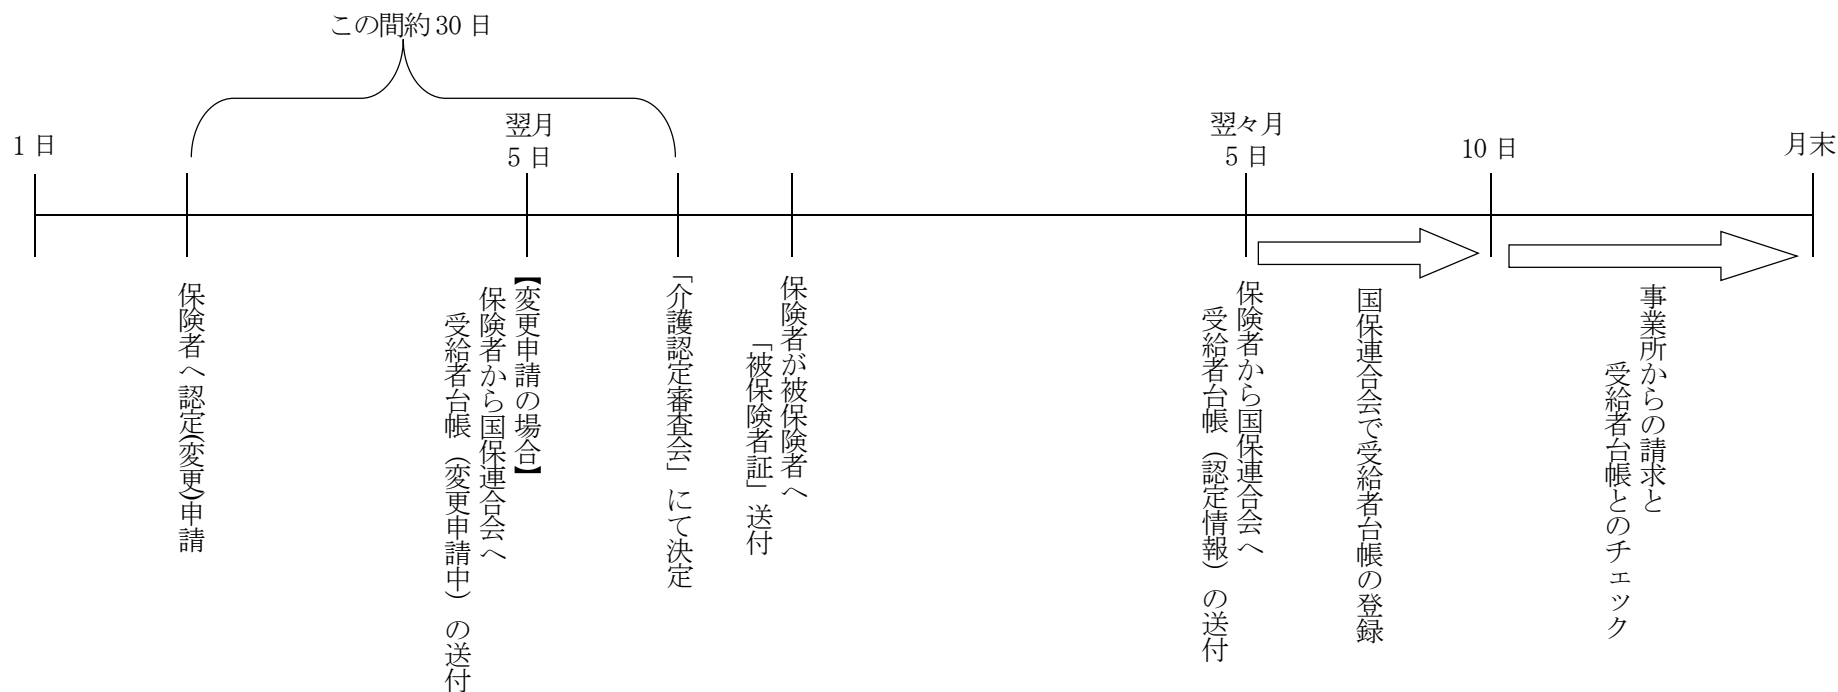 この間約30日
1日
翌月
5日
翌々月
5日
10日
月末
保険者へ認定(変更)申請
【変更申請の場合】
保険者から国保連合会へ
受給者台帳（変更申請中）の送付
「介護認定審査会」にて決定
保険者が被保険者へ
「被保険者証」送付
保険者から国保連合会へ
受給者台帳（認定情報）の送付
国保連合会で受給者台帳の登録
事業所からの請求と
受給者台帳とのチェック